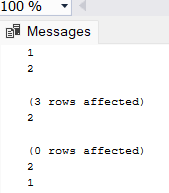 100 %
Messages
1
2
(3 rows affected)
2
(0 rows affected)
2
1